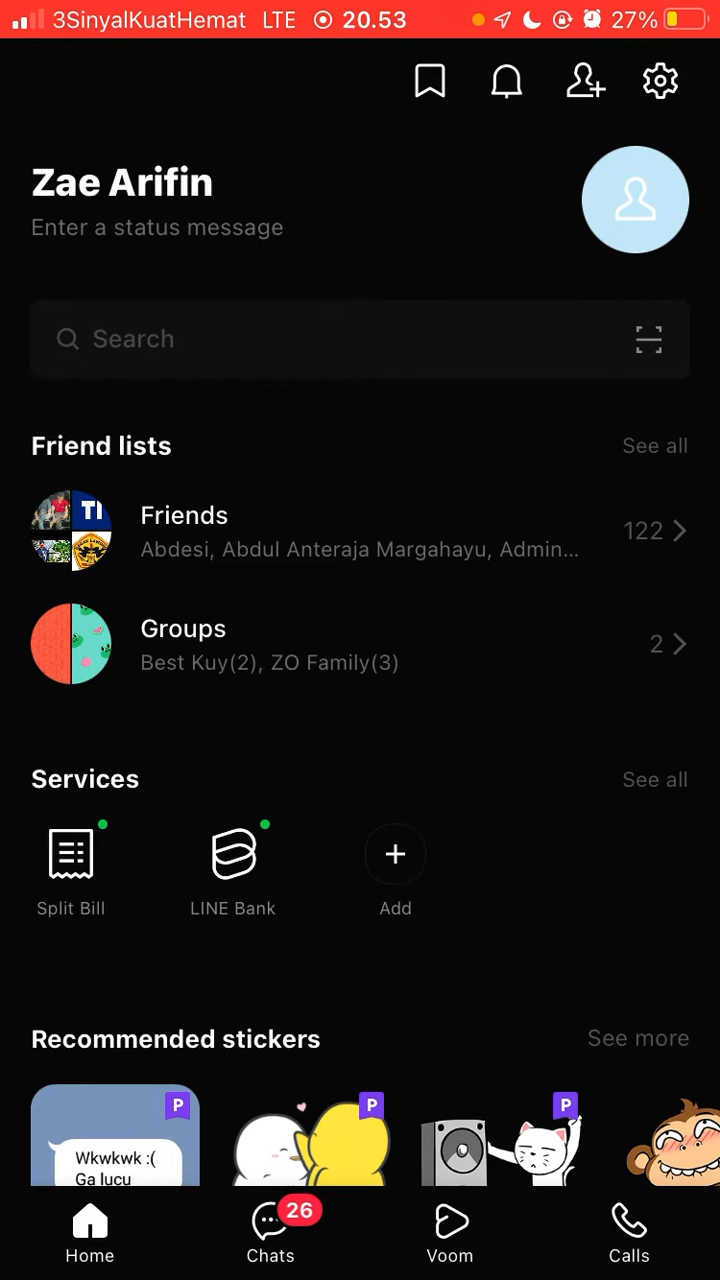 3SinyalKuatHemat LTE 20.53 27%
Zae Arifin
Enter a status message
Search
Friend lists See all
TI
Friends
Abdesi, Abdul Anteraja Margahayu, Admin...
122
Groups
Best Kuy(2), ZO Family(3)
2
Services See all
Split Bill LINE Bank Add
Recommended stickers See more
P P P
Wkwkwk :(
Ga lucu
26
Home Chats Voom Calls